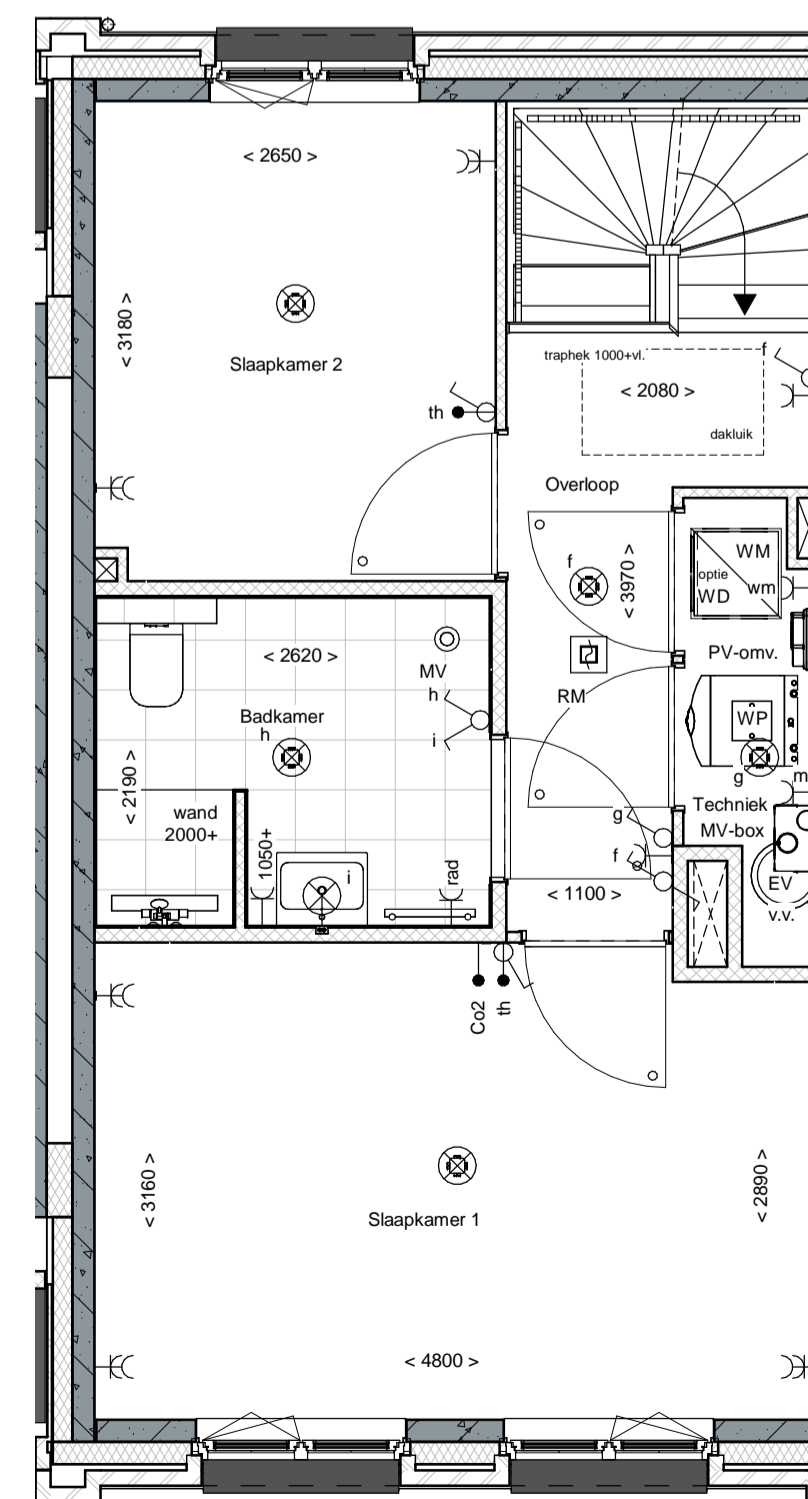 < 2650 >
< 3180 >
Slaapkamer 2
th
traphek 1000+vl.
f
< 2080 >
dakluik
Overloop
f
< 3970 >
WM
optie
WD
wm
PV-omv.
< 2620 >
MV
h
i
RM
Badkamer
h
WP
g
m
< 2190 >
wand
2000+
1050+
i
rad
Techniek
MV-box
g
f
EV
v.v.
< 1100 >
Co2
th
< 3160 >
< 2890 >
Slaapkamer 1
< 4800 >